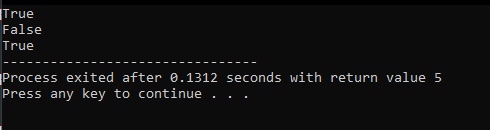 True
False
True
--------------------------------
Process exited after 0.1312 seconds with return value 5
Press any key to continue . . .